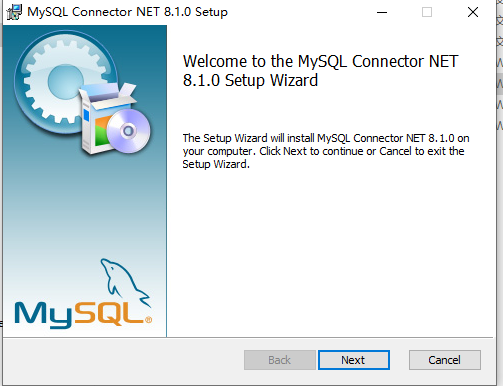 MySQL Connector NET 8.1.0 Setup
Welcome to the MySQL Connector NET
8.1.0 Setup Wizard
The Setup Wizard will install MySQL Connector NET 8.1.0 on
your computer. Click Next to continue or Cancel to exit the
Setup Wizard.
MySQL®
Back
Next
Cancel